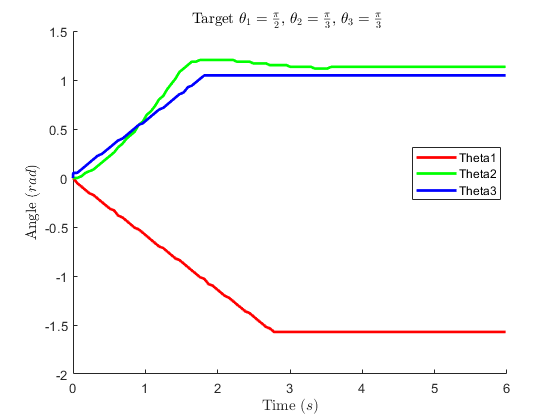 Target θ₁ = π/2, θ₂ = π/3, θ₃ = π/3
1.5
1
0.5
0
-0.5
-1
-1.5
-2
Angle (rad)
Theta1
Theta2
Theta3
0 1 2 3 4 5 6
Time (s)